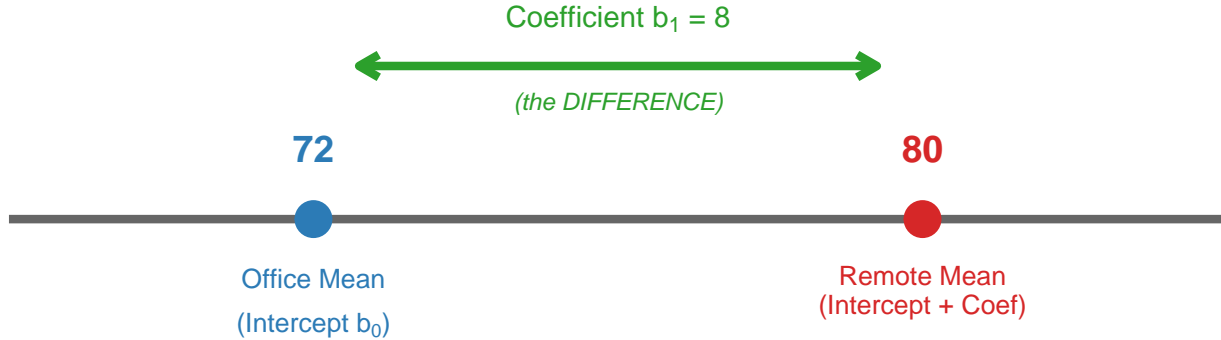 Coefficient b₁ = 8
(the DIFFERENCE)
72
80
Office Mean
(Intercept b₀)
Remote Mean
(Intercept + Coef)